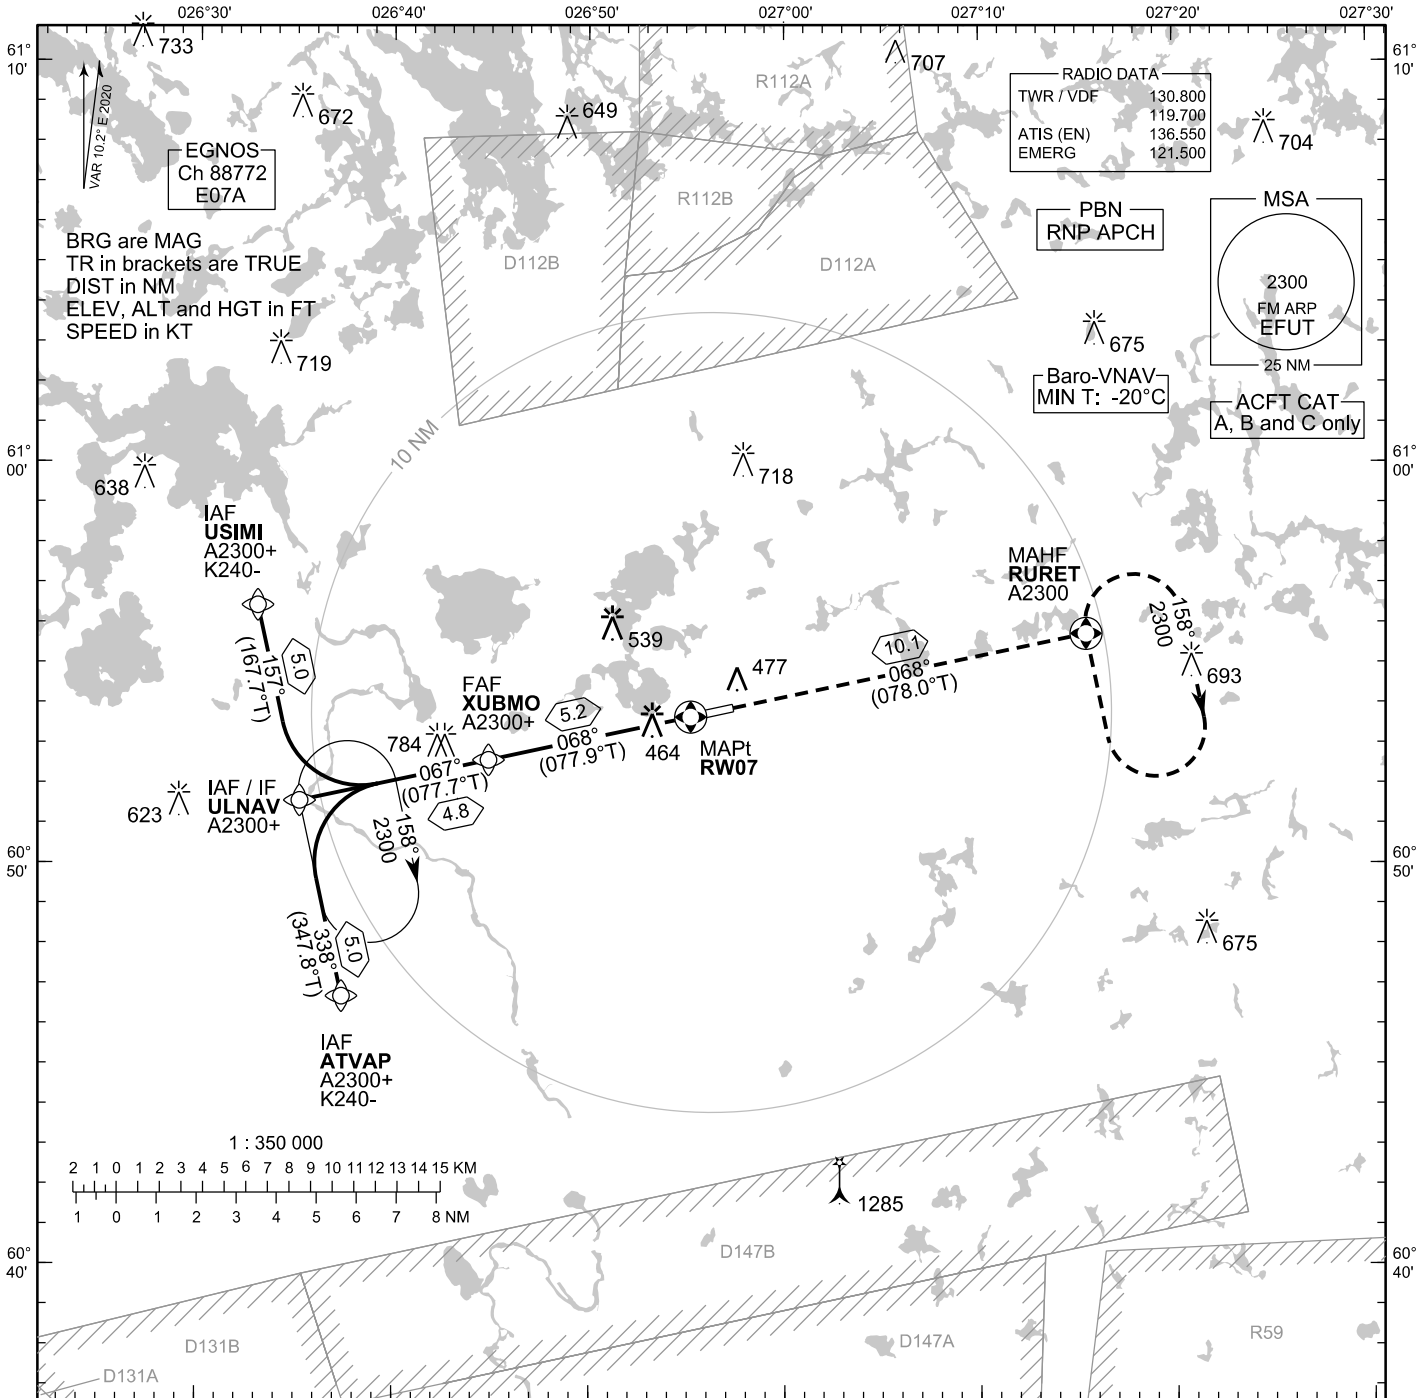 026°30'
026°40'
026°50'
027°00'
027°10'
027°20'
027°30'
61°
10'
61°
10'
733
672
649
707
704
R112A
RADIO DATA
TWR / VDF 130.800
119.700
ATIS (EN) 136.550
EMERG 121.500
VAR 10.2° E 2020
EGNOS
Ch 88772
E07A
R112B
D112B
D112A
PBN
RNP APCH
MSA
2300
FM ARP
EFUT
25 NM
BRG are MAG
TR in brackets are TRUE
DIST in NM
ELEV, ALT and HGT in FT
SPEED in KT
719
675
Baro-VNAV
MIN T: -20°C
ACFT CAT
A, B and C only
10 NM
61°
00'
61°
00'
638
718
IAF
USIMI
A2300+
K240-
MAHF
RURET
A2300
158°
2300
539
10.1
068°
(078.0°T)
693
5.0
157°
(167.7°T)
477
FAF
XUBMO
A2300+
5.2
068°
(077.9°T)
464
MAPt
RW07
784
067°
(077.7°T)
4.8
623
IAF / IF
ULNAV
A2300+
158°
2300
60°
50'
60°
50'
5.0
338°
(347.8°T)
675
IAF
ATVAP
A2300+
K240-
1 : 350 000
2 1 0 1 2 3 4 5 6 7 8 9 10 11 12 13 14 15 KM
1 0 1 2 3 4 5 6 7 8 NM
1285
60°
40'
60°
40'
D147B
D131B
D131A
D147A
R59